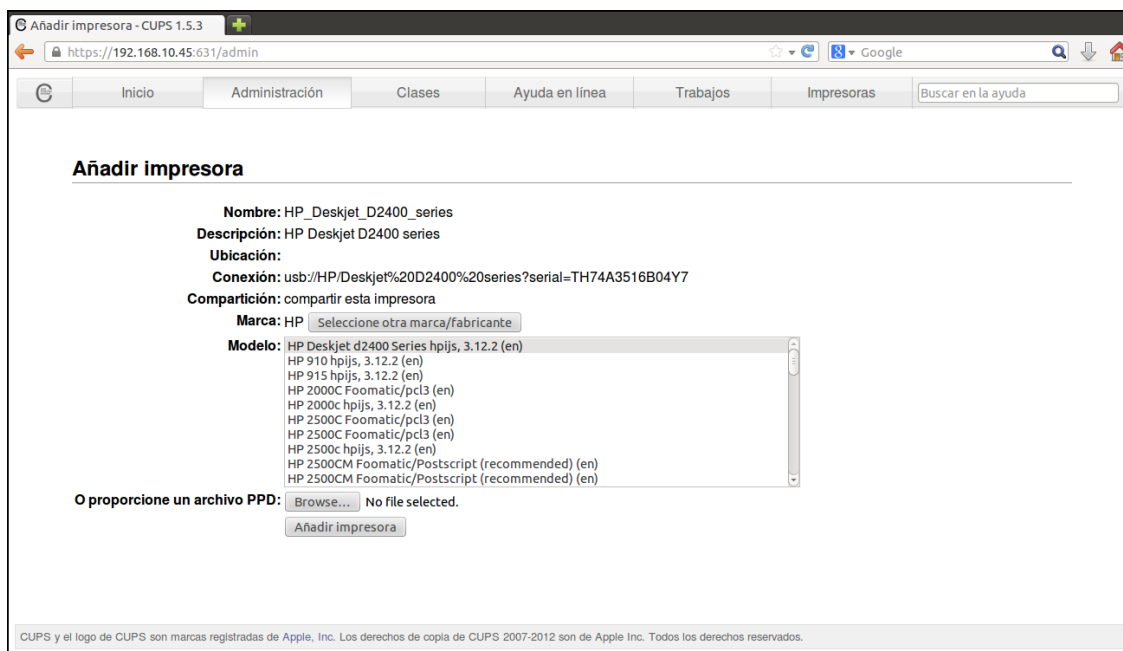 Añadir impresora - CUPS 1.5.3
https://192.168.10.45:631/admin
Google
Inicio Administración Clases Ayuda en línea Trabajos Impresoras Buscar en la ayuda
Añadir impresora
Nombre: HP_Deskjet_D2400_series
Descripción: HP Deskjet D2400 series
Ubicación:
Conexión: usb://HP/Deskjet%20D2400%20series?serial=TH74A3516B04Y7
Compartición: compartir esta impresora
Marca: HP Seleccione otra marca/fabricante
Modelo: HP Deskjet d2400 Series hpijs, 3.12.2 (en)
HP 910 hpijs, 3.12.2 (en)
HP 915 hpijs, 3.12.2 (en)
HP 2000C Foomatic/pcl3 (en)
HP 2000c hpijs, 3.12.2 (en)
HP 2500C Foomatic/pcl3 (en)
HP 2500C Foomatic/pcl3 (en)
HP 2500c hpijs, 3.12.2 (en)
HP 2500CM Foomatic/Postscript (recommended) (en)
HP 2500CM Foomatic/Postscript (recommended) (en)
O proporcione un archivo PPD: Browse... No file selected.
Añadir impresora
CUPS y el logo de CUPS son marcas registradas de Apple, Inc. Los derechos de copia de CUPS 2007-2012 son de Apple Inc. Todos los derechos reservados.